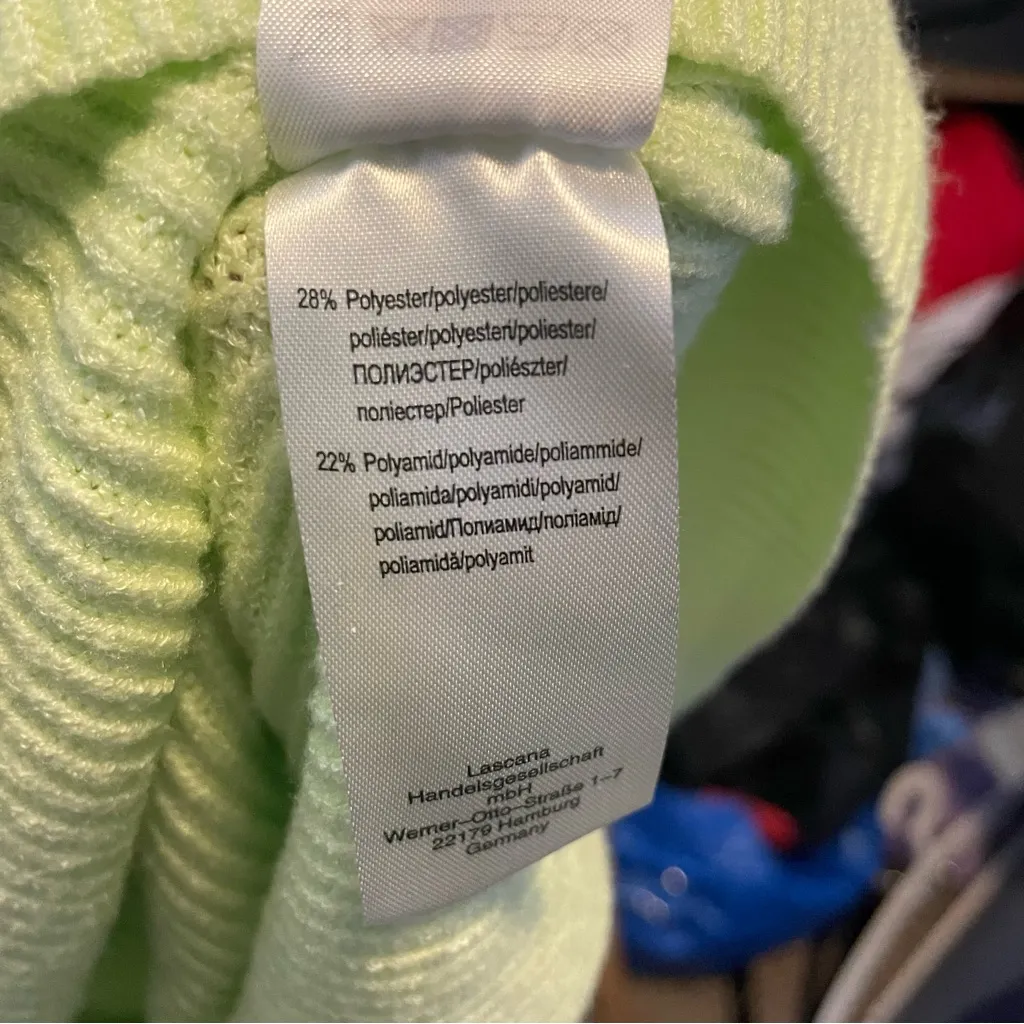 28% Polyester/polyester/poliestere/
poliéster/polyesteri/poliester/
ПОЛИЭСТЕР/poliészter/
поліестер/Poliester
22% Polyamid/polyamide/poliammide/
poliamida/polyamidi/polyamid/
poliamid/Полиамид/поліамід/
poliamidă/polyamit
Lascana
Handelsgesellschaft
mbH
Werner-Otto-Straße 1-7
22179 Hamburg
Germany